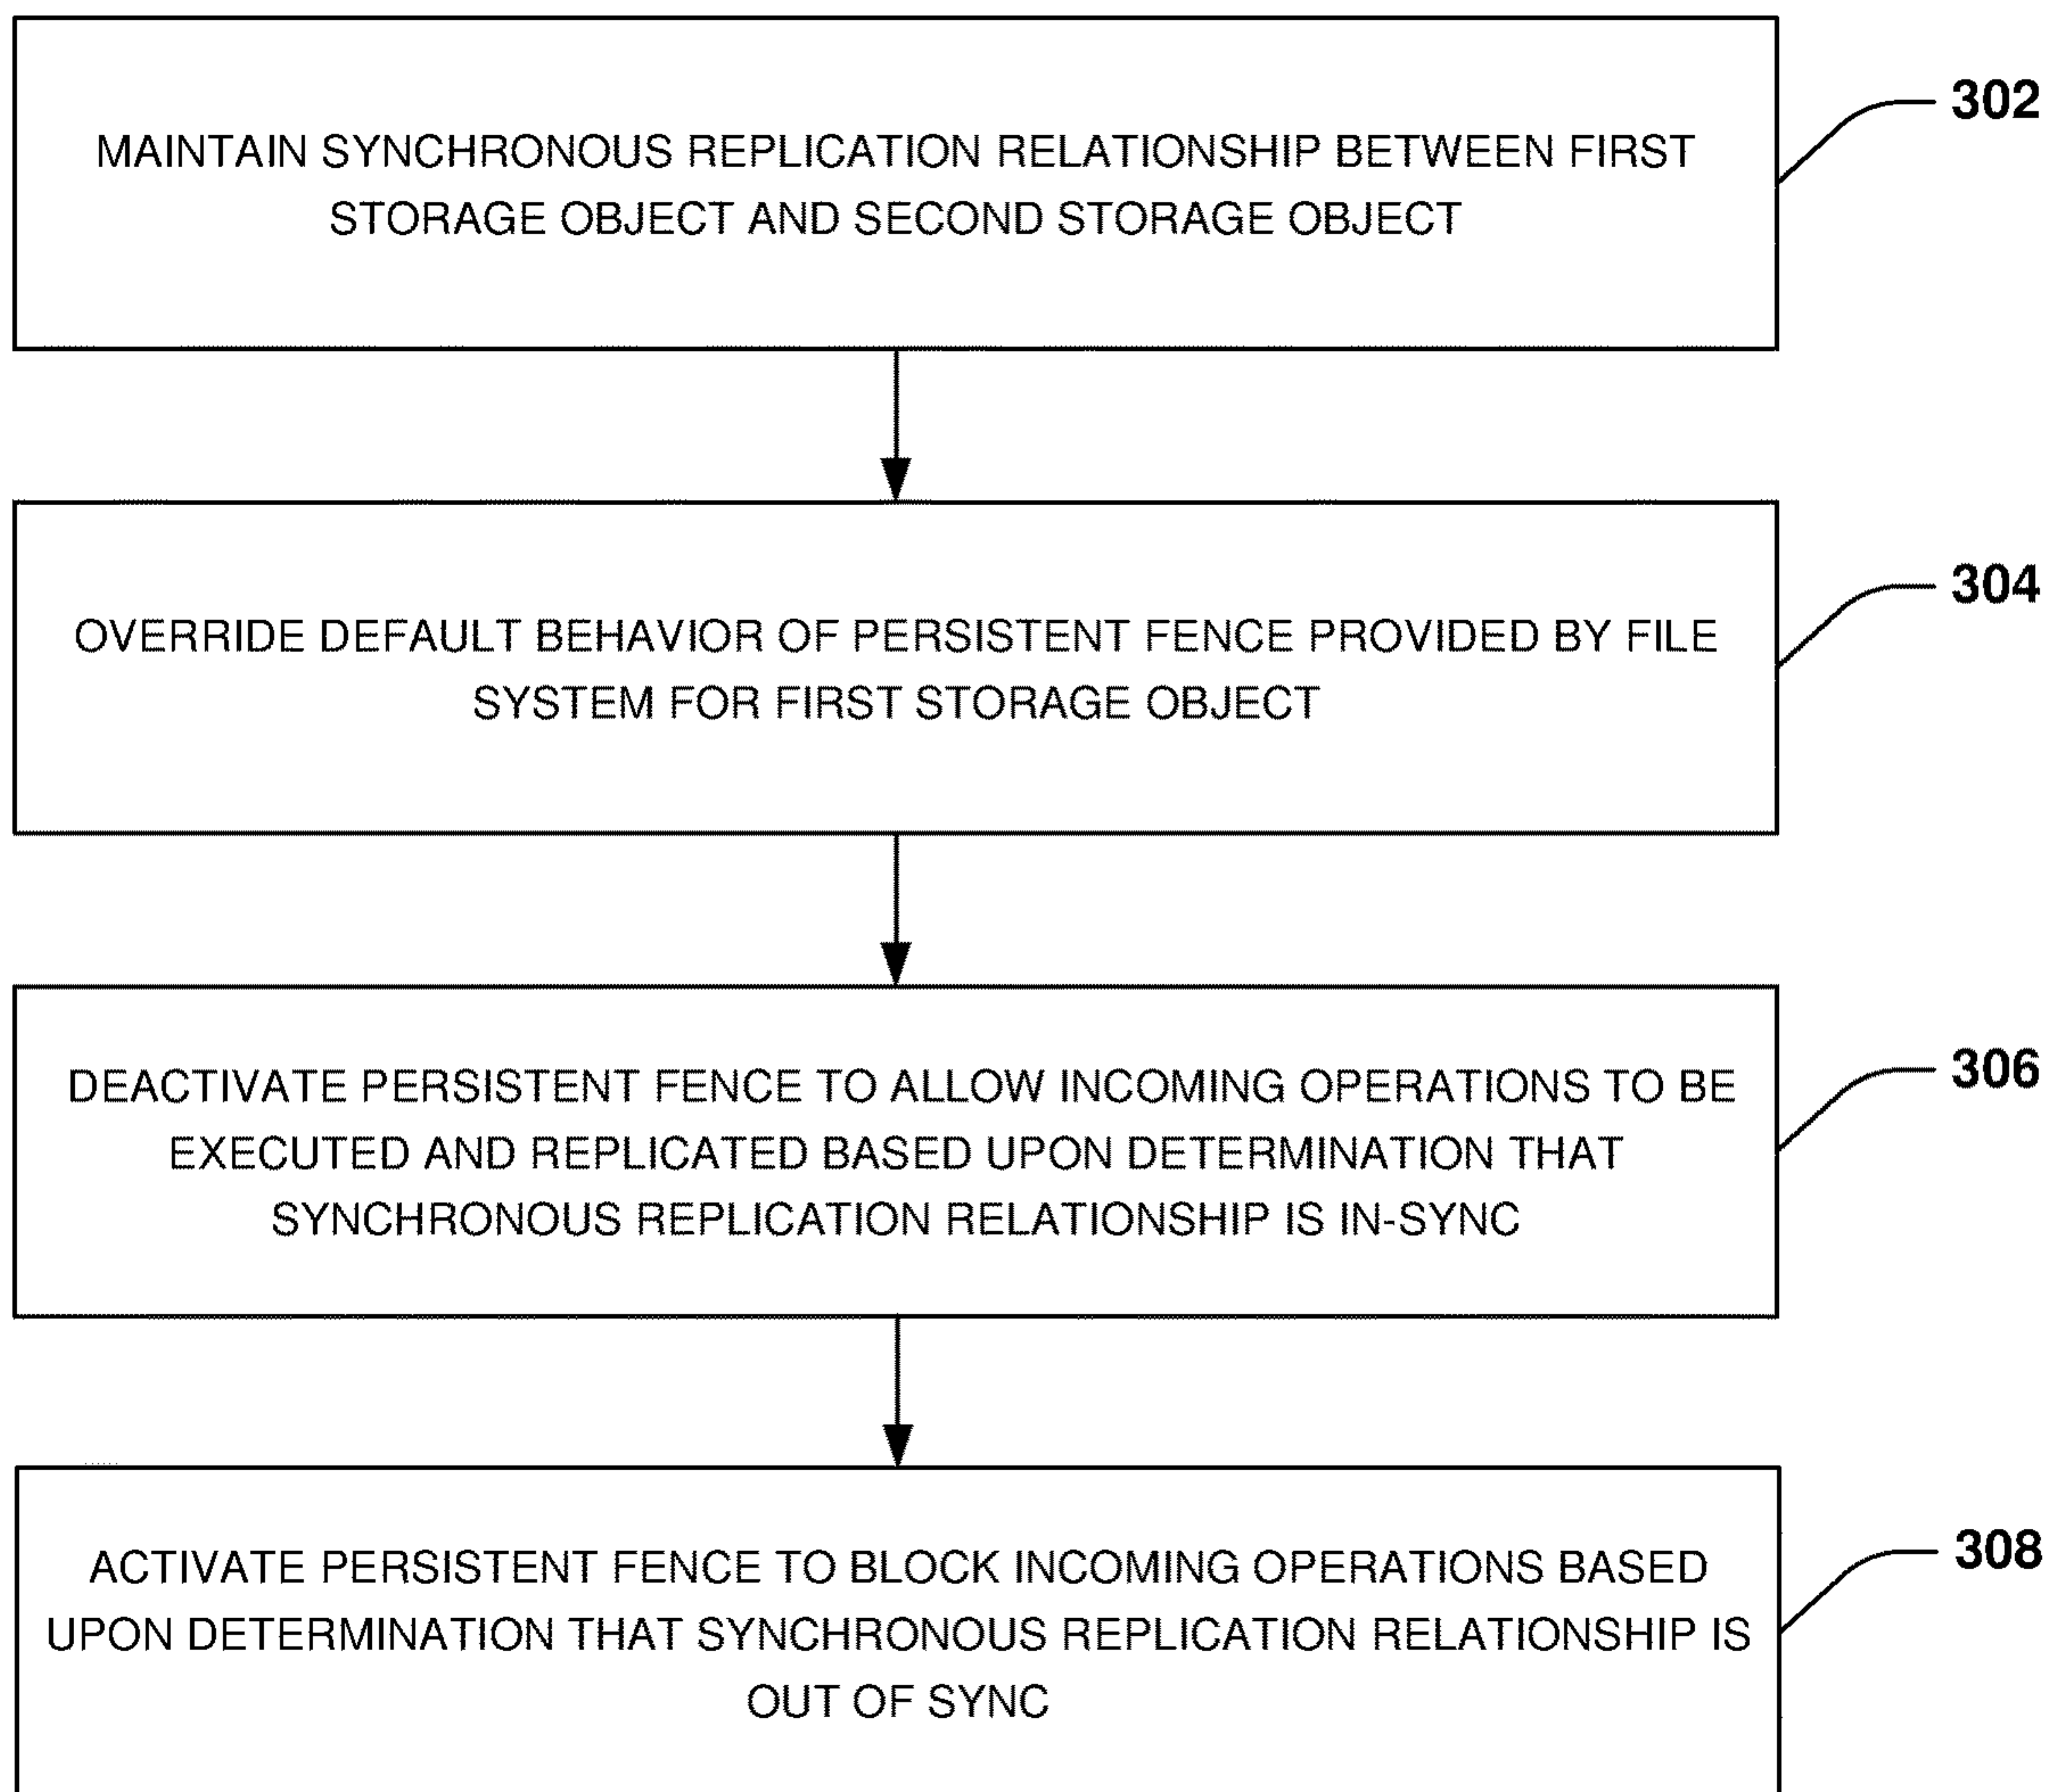 MAINTAIN SYNCHRONOUS REPLICATION RELATIONSHIP BETWEEN FIRST
STORAGE OBJECT AND SECOND STORAGE OBJECT
302
OVERRIDE DEFAULT BEHAVIOR OF PERSISTENT FENCE PROVIDED BY FILE
SYSTEM FOR FIRST STORAGE OBJECT
304
DEACTIVATE PERSISTENT FENCE TO ALLOW INCOMING OPERATIONS TO BE
EXECUTED AND REPLICATED BASED UPON DETERMINATION THAT
SYNCHRONOUS REPLICATION RELATIONSHIP IS IN-SYNC
306
ACTIVATE PERSISTENT FENCE TO BLOCK INCOMING OPERATIONS BASED
UPON DETERMINATION THAT SYNCHRONOUS REPLICATION RELATIONSHIP IS
OUT OF SYNC
308